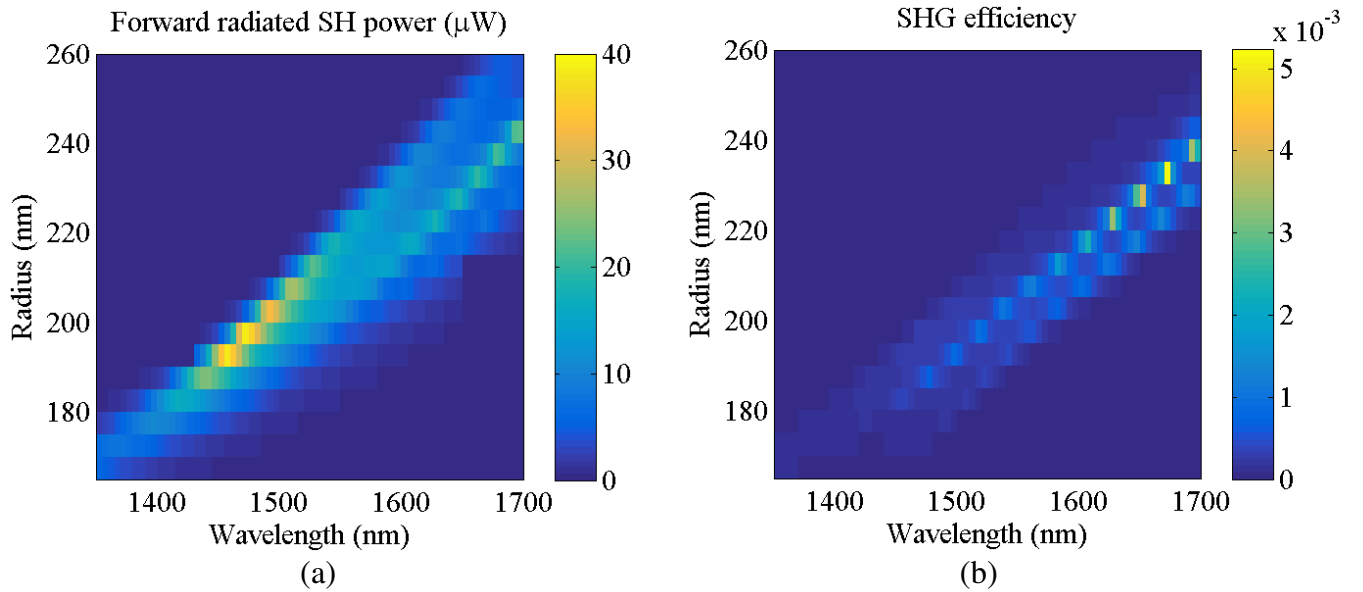 Forward radiated SH power (μW)
260
240
220
200
180
Radius (nm)
1400 1500 1600 1700
Wavelength (nm)
40
30
20
10
0
(a)
SHG efficiency
x 10⁻³
260
240
220
200
180
Radius (nm)
1400 1500 1600 1700
Wavelength (nm)
5
4
3
2
1
0
(b)